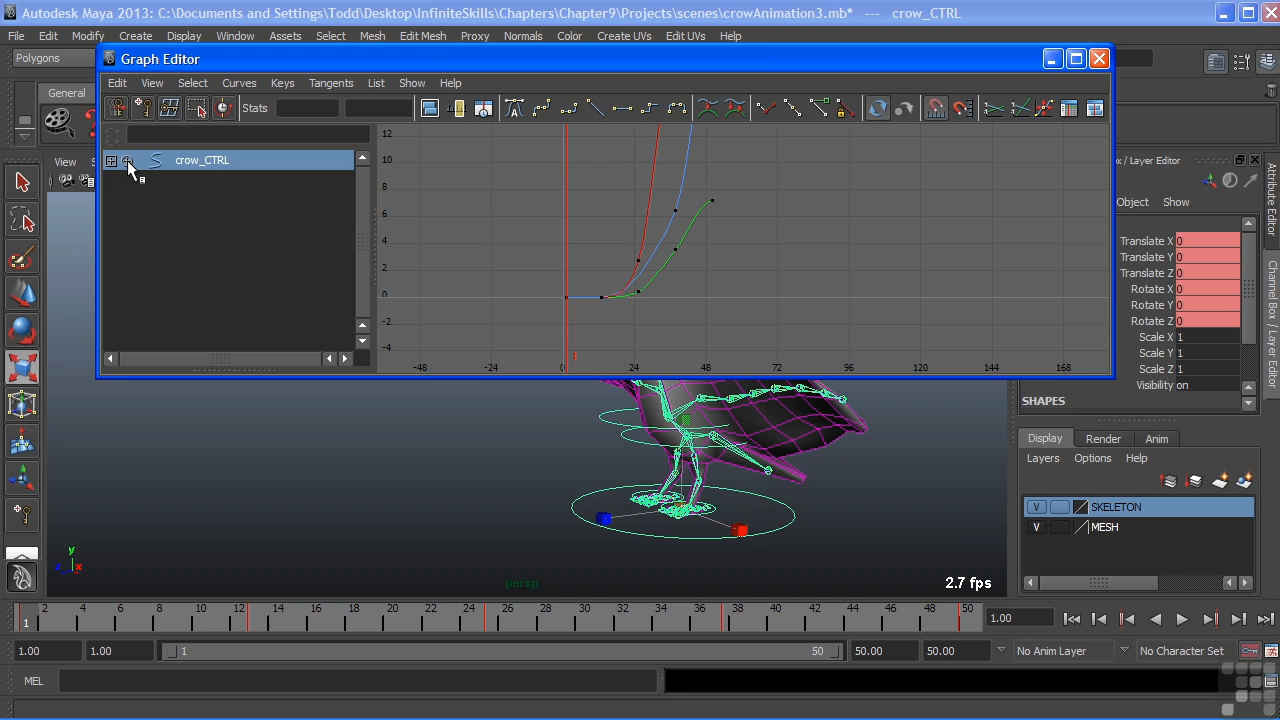 Autodesk Maya 2013: C:\Documents and Settings\Todd\Desktop\InfiniteSkills\Chapters\Chapter9\Projects\scenes\crowAnimation3.mb* --- crow_CTRL
File Edit Modify Create Display Window Assets Select Mesh Edit Mesh Proxy Normals Color Create UVs Edit UVs Help
Polygons
Graph Editor
General
Edit View Select Curves Keys Tangents List Show Help
Stats
View
crow_CTRL
12
10
8
6
4
2
0
-2
-4
1
-48 -24 0 24 48 72 96 120 144 168
x / Layer Editor
Object Show
Translate X 0
Translate Y 0
Translate Z 0
Rotate X 0
Rotate Y 0
Rotate Z 0
Scale X 1
Scale Y 1
Scale Z 1
Visibility on
SHAPES
Attribute Editor
Channel Box / Layer Editor
Display Render Anim
Layers Options Help
V SKELETON
V MESH
y
x
z
persp
2.7 fps
1 2 4 6 8 10 12 14 16 18 20 22 24 26 28 30 32 34 36 38 40 42 44 46 48 50
1.00
1.00 1.00 1 50 50.00 50.00 No Anim Layer No Character Set
MEL